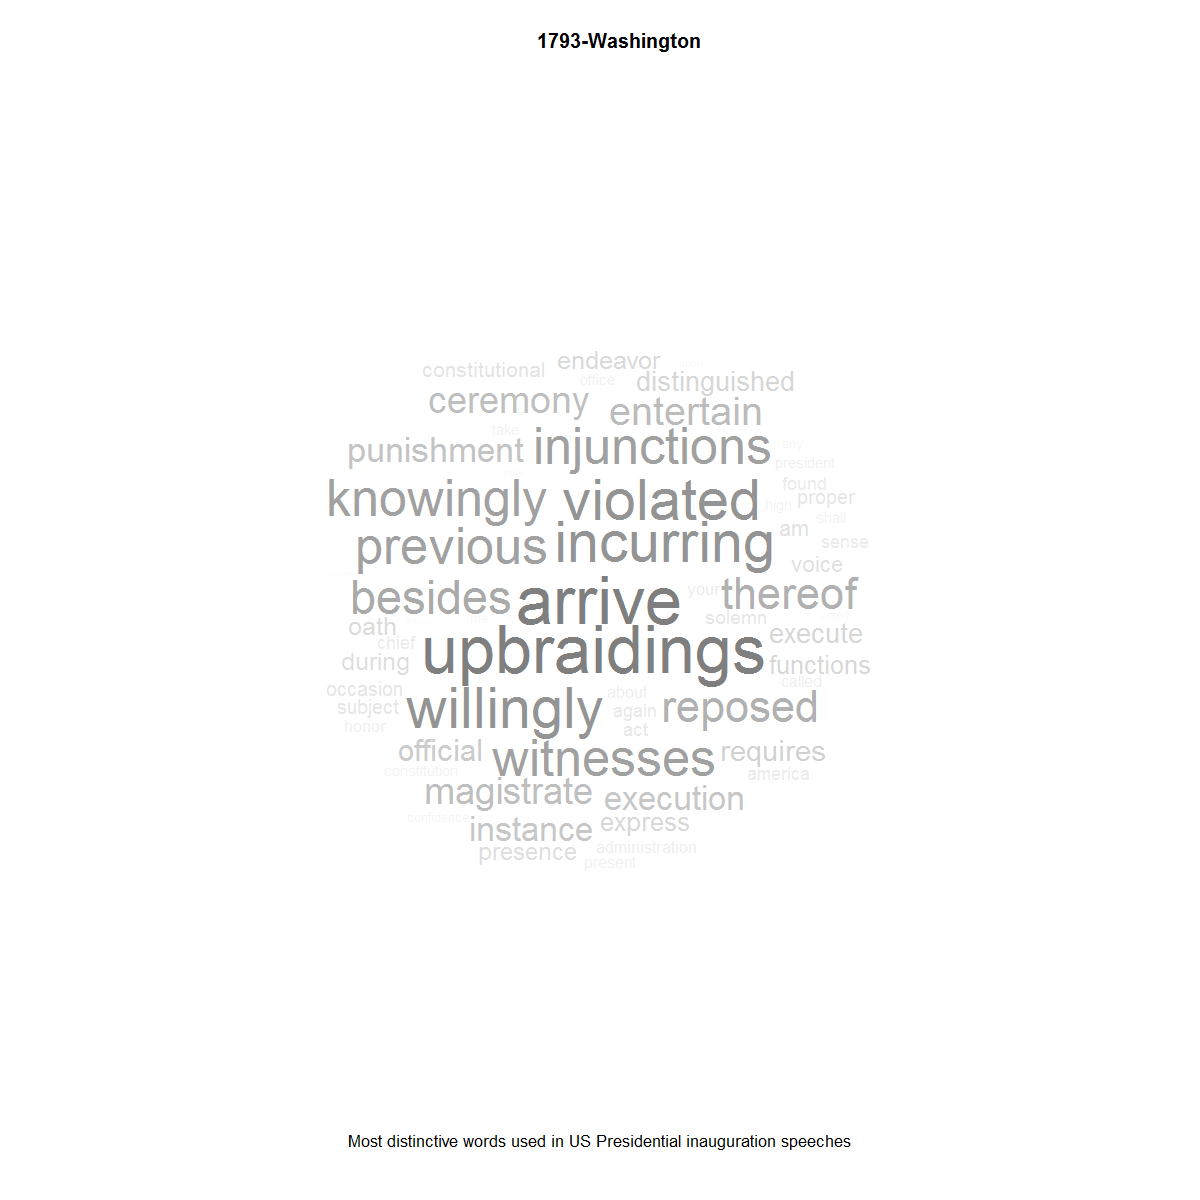 1793-Washington
constitutional endeavor
office distinguished
ceremony entertain
take
punishment injunctions any
president
knowingly violated found
high proper
shall
previous incurring am
sense
voice
besides arrive your thereof
oath me solemn
chief upbraidings execute
during functions
called
occasion willingly about reposed
subject again
honor act
official witnesses requires
constitution america
magistrate execution
confidence instance express
presence administration
present
Most distinctive words used in US Presidential inauguration speeches